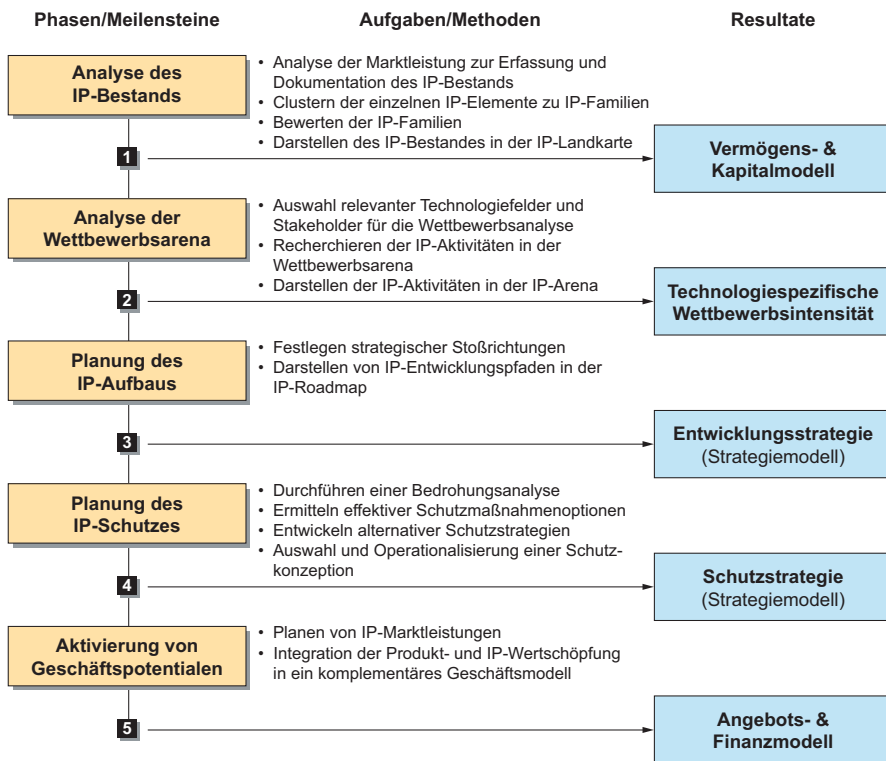 Phasen/Meilensteine
Aufgaben/Methoden
Resultate
Analyse des
IP-Bestands
• Analyse der Marktleistung zur Erfassung und
Dokumentation des IP-Bestands
• Clustern der einzelnen IP-Elemente zu IP-Familien
• Bewerten der IP-Familien
• Darstellen des IP-Bestandes in der IP-Landkarte
1
Vermögens- &
Kapitalmodell
Analyse der
Wettbewerbsarena
• Auswahl relevanter Technologiefelder und
Stakeholder für die Wettbewerbsanalyse
• Recherchieren der IP-Aktivitäten in der
Wettbewerbsarena
• Darstellen der IP-Aktivitäten in der IP-Arena
2
Technologiespezifische
Wettbewerbsintensität
Planung des
IP-Aufbaus
• Festlegen strategischer Stoßrichtungen
• Darstellen von IP-Entwicklungspfaden in der
IP-Roadmap
3
Entwicklungsstrategie
(Strategiemodell)
Planung des
IP-Schutzes
• Durchführen einer Bedrohungsanalyse
• Ermitteln effektiver Schutzmaßnahmenoptionen
• Entwickeln alternativer Schutzstrategien
• Auswahl und Operationalisierung einer Schutz-
konzeption
4
Schutzstrategie
(Strategiemodell)
Aktivierung von
Geschäftspotentialen
• Planen von IP-Marktleistungen
• Integration der Produkt- und IP-Wertschöpfung
in ein komplementäres Geschäftsmodell
5
Angebots- &
Finanzmodell